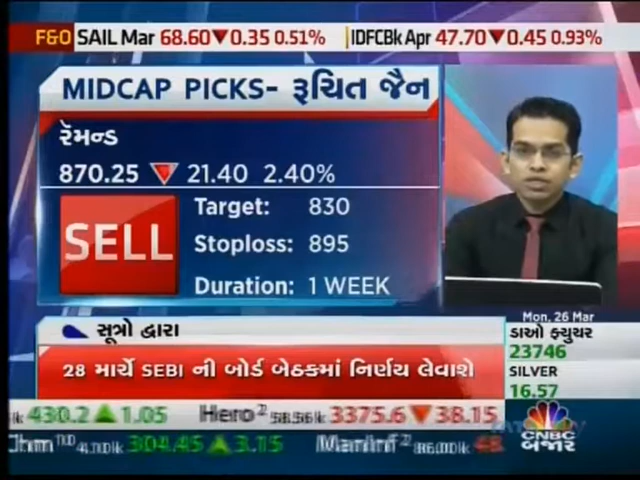 F&O SAIL Mar 68.60▼0.35 0.51% IDFCBk Apr 47.70▼0.45 0.93%
MIDCAP PICKS- રૂચિત જૈન
રૅમન્ડ
870.25 ▼ 21.40 2.40%
SELL
Target: 830
Stoploss: 895
Duration: 1 WEEK
Mon, 26 Mar
ડાઓ ફ્યુચર
23746
SILVER
16.57
સૂત્રો દ્વારા
28 માર્ચે SEBI ની બોર્ડ બેઠકમાં નિર્ણય લેવાશે
430.2 ▲ 1.05 Hero 3375.6 ▼ 38.15
304.45 ▲ 3.15 ManInf
CNBC
બજાર